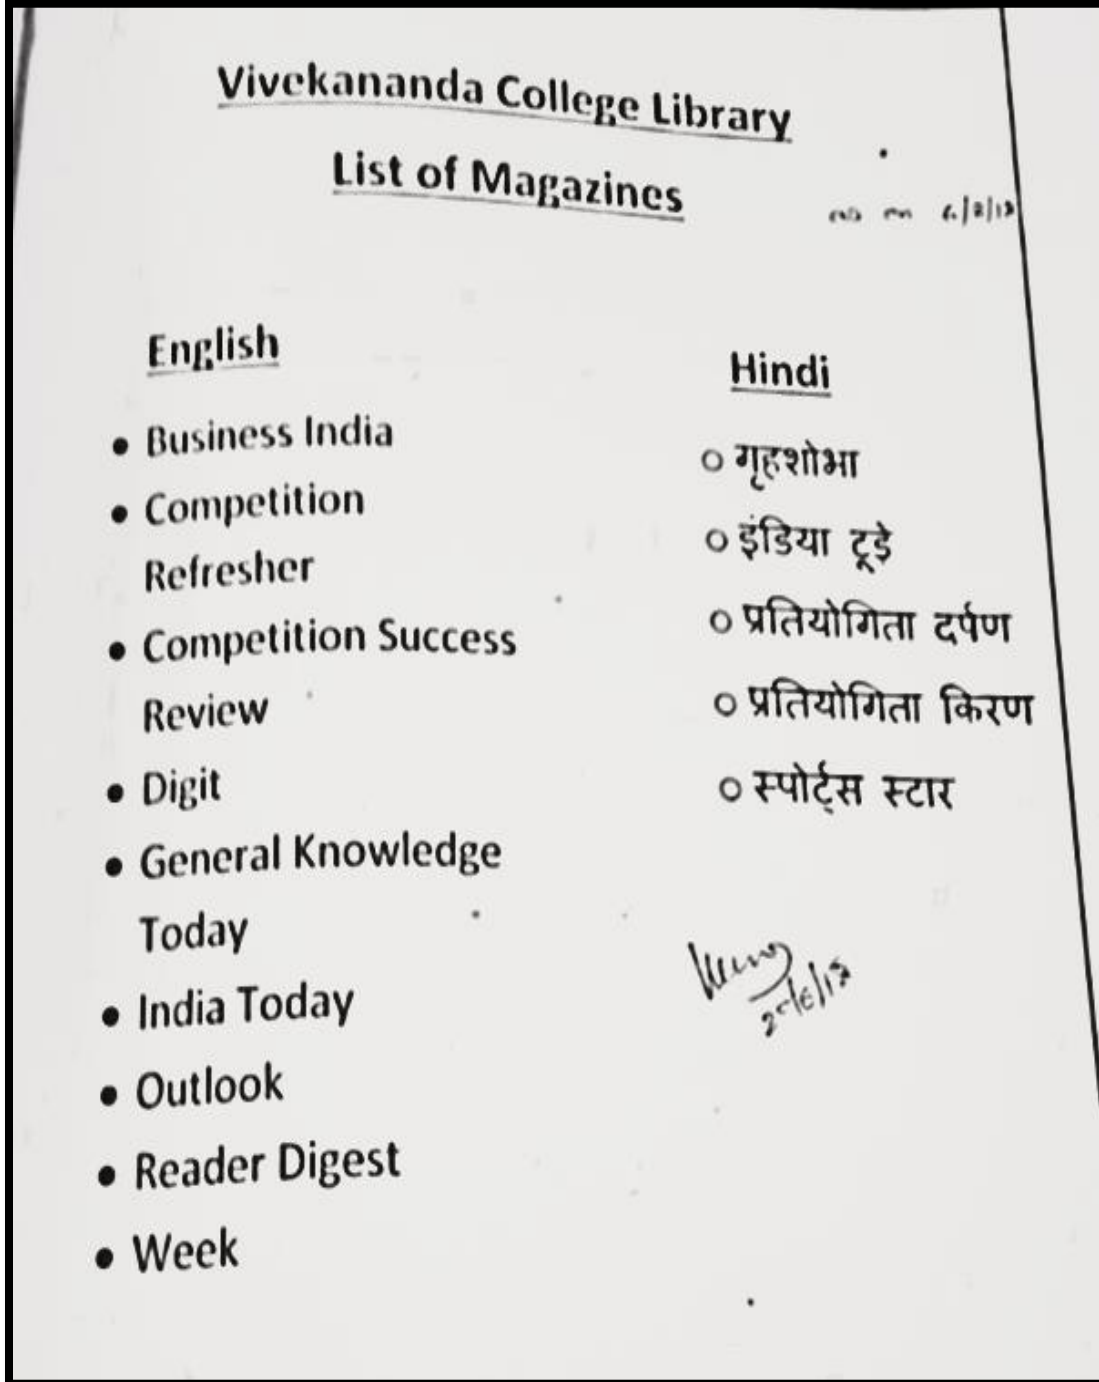 Vivekananda College Library
List of Magazines
English
• Business India
• Competition
Refresher
• Competition Success
Review
• Digit
• General Knowledge
Today
• India Today
• Outlook
• Reader Digest
• Week
Hindi
○ गृहशोभा
○ इंडिया टूडे
○ प्रतियोगिता दर्पण
○ प्रतियोगिता किरण
○ स्पोर्ट्स स्टार